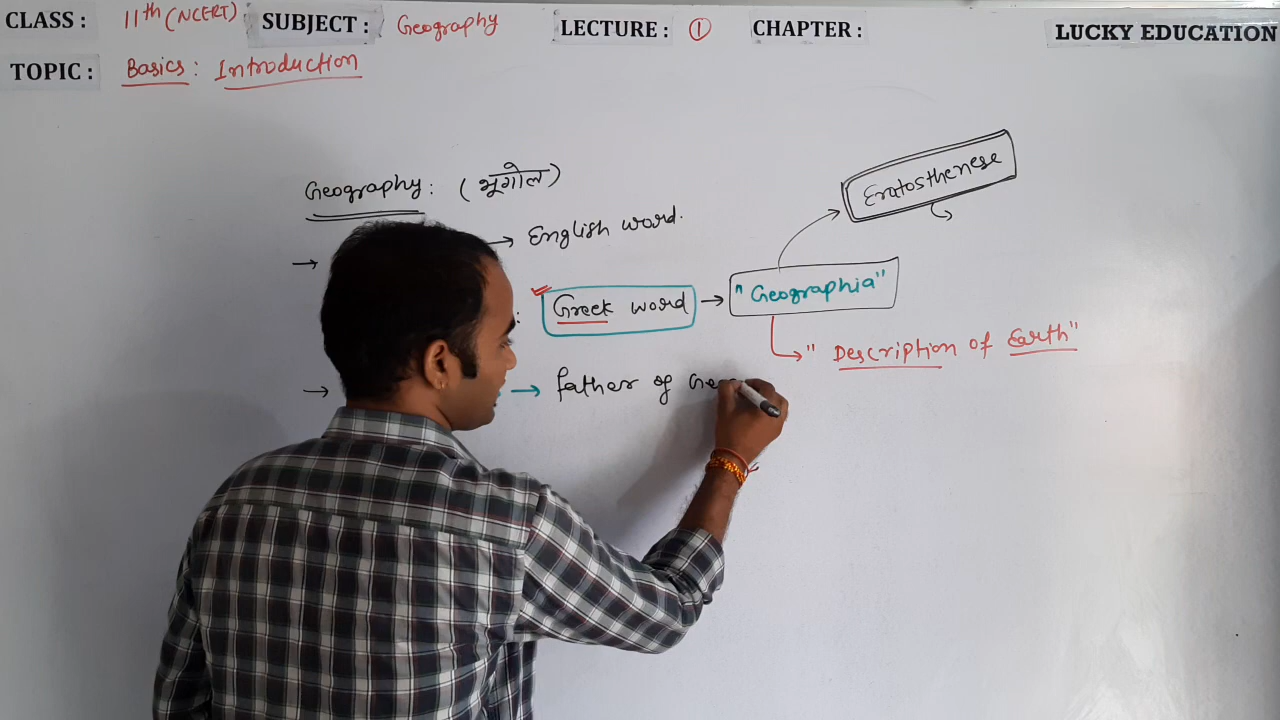 CLASS : 11th (NCERT) SUBJECT : Geography LECTURE : 1 CHAPTER : LUCKY EDUCATION
TOPIC : Basics : Introduction
Geography : (भूगोल)
→ → English word.
Eratosthenese
: Greek word → "Geographia"
→ " Description of Earth"
→ → father of Geo